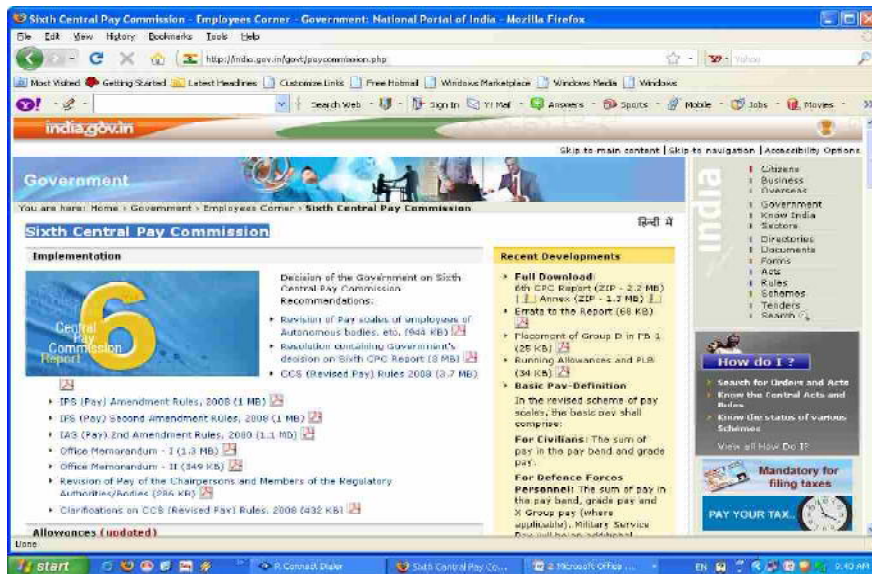 Sixth Central Pay Commission - Employees Corner - Government: National Portal of India - Mozilla Firefox
File Edit View History Bookmarks Tools Help
http://india.gov.in/govt/paycommission.php
Yahoo
Most Visited Getting Started Latest Headlines Customize Links Free Hotmail Windows Marketplace Windows Media Windows
Y! Search Web Sign In Y! Mail Answers Sports Mobile Jobs Movies
india.gov.in
Skip to main content | Skip to navigation | Accessibility Options
Government
You are here: Home › Government › Employees Corner › Sixth Central Pay Commission
हिन्दी में
Sixth Central Pay Commission
Implementation
Central
Pay
Commission
Report
6
Decision of the Government on Sixth
Central Pay Commission
Recommendations:
Revision of Pay scales of employees of
Autonomous bodies, etc. (944 KB)
Resolution containing Government's
decision on Sixth CPC Report (8 MB)
CCS (Revised Pay) Rules 2008 (3.7 MB)
IPS (Pay) Amendment Rules, 2008 (1 MB)
IPS (Pay) Second Amendment Rules, 2008 (1 MB)
IAS (Pay) 2nd Amendment Rules, 2008 (1.1 MB)
Office Memorandum - I (1.3 MB)
Office Memorandum - II (349 KB)
Revision of Pay of the Chairpersons and Members of the Regulatory
Authorities/Bodies (286 KB)
Clarifications on CCS (Revised Pay) Rules, 2008 (432 KB)
Allowances (updated)
Recent Developments
Full Download:
6th CPC Report (ZIP - 2.2 MB)
| Annex (ZIP - 1.3 MB)
Errata to the Report (68 KB)
Placement of Group D in PB-1
(25 KB)
Running Allowances and PLB
(34 KB)
Basic Pay-Definition
In the revised scheme of pay
scales, the basic pay shall
comprise:
For Civilians: The sum of
pay in the pay band and grade
pay.
For Defence Forces
Personnel: The sum of pay in
the pay band, grade pay and
X Group pay (where
applicable). Military Service
Pay will be an additional
india
Citizens
Business
Overseas
Government
Know India
Sectors
Directories
Documents
Forms
Acts
Rules
Schemes
Tenders
Search
How do I ?
Search for Orders and Acts
Know the Central Acts and
Rules
Know the status of various
Schemes
View all How Do I?
Mandatory for
filing taxes
PAY YOUR TAX..
Done
start
Connect Dialer
Sixth Central Pay Co...
2 Microsoft Office ...
EN
9:40 AM